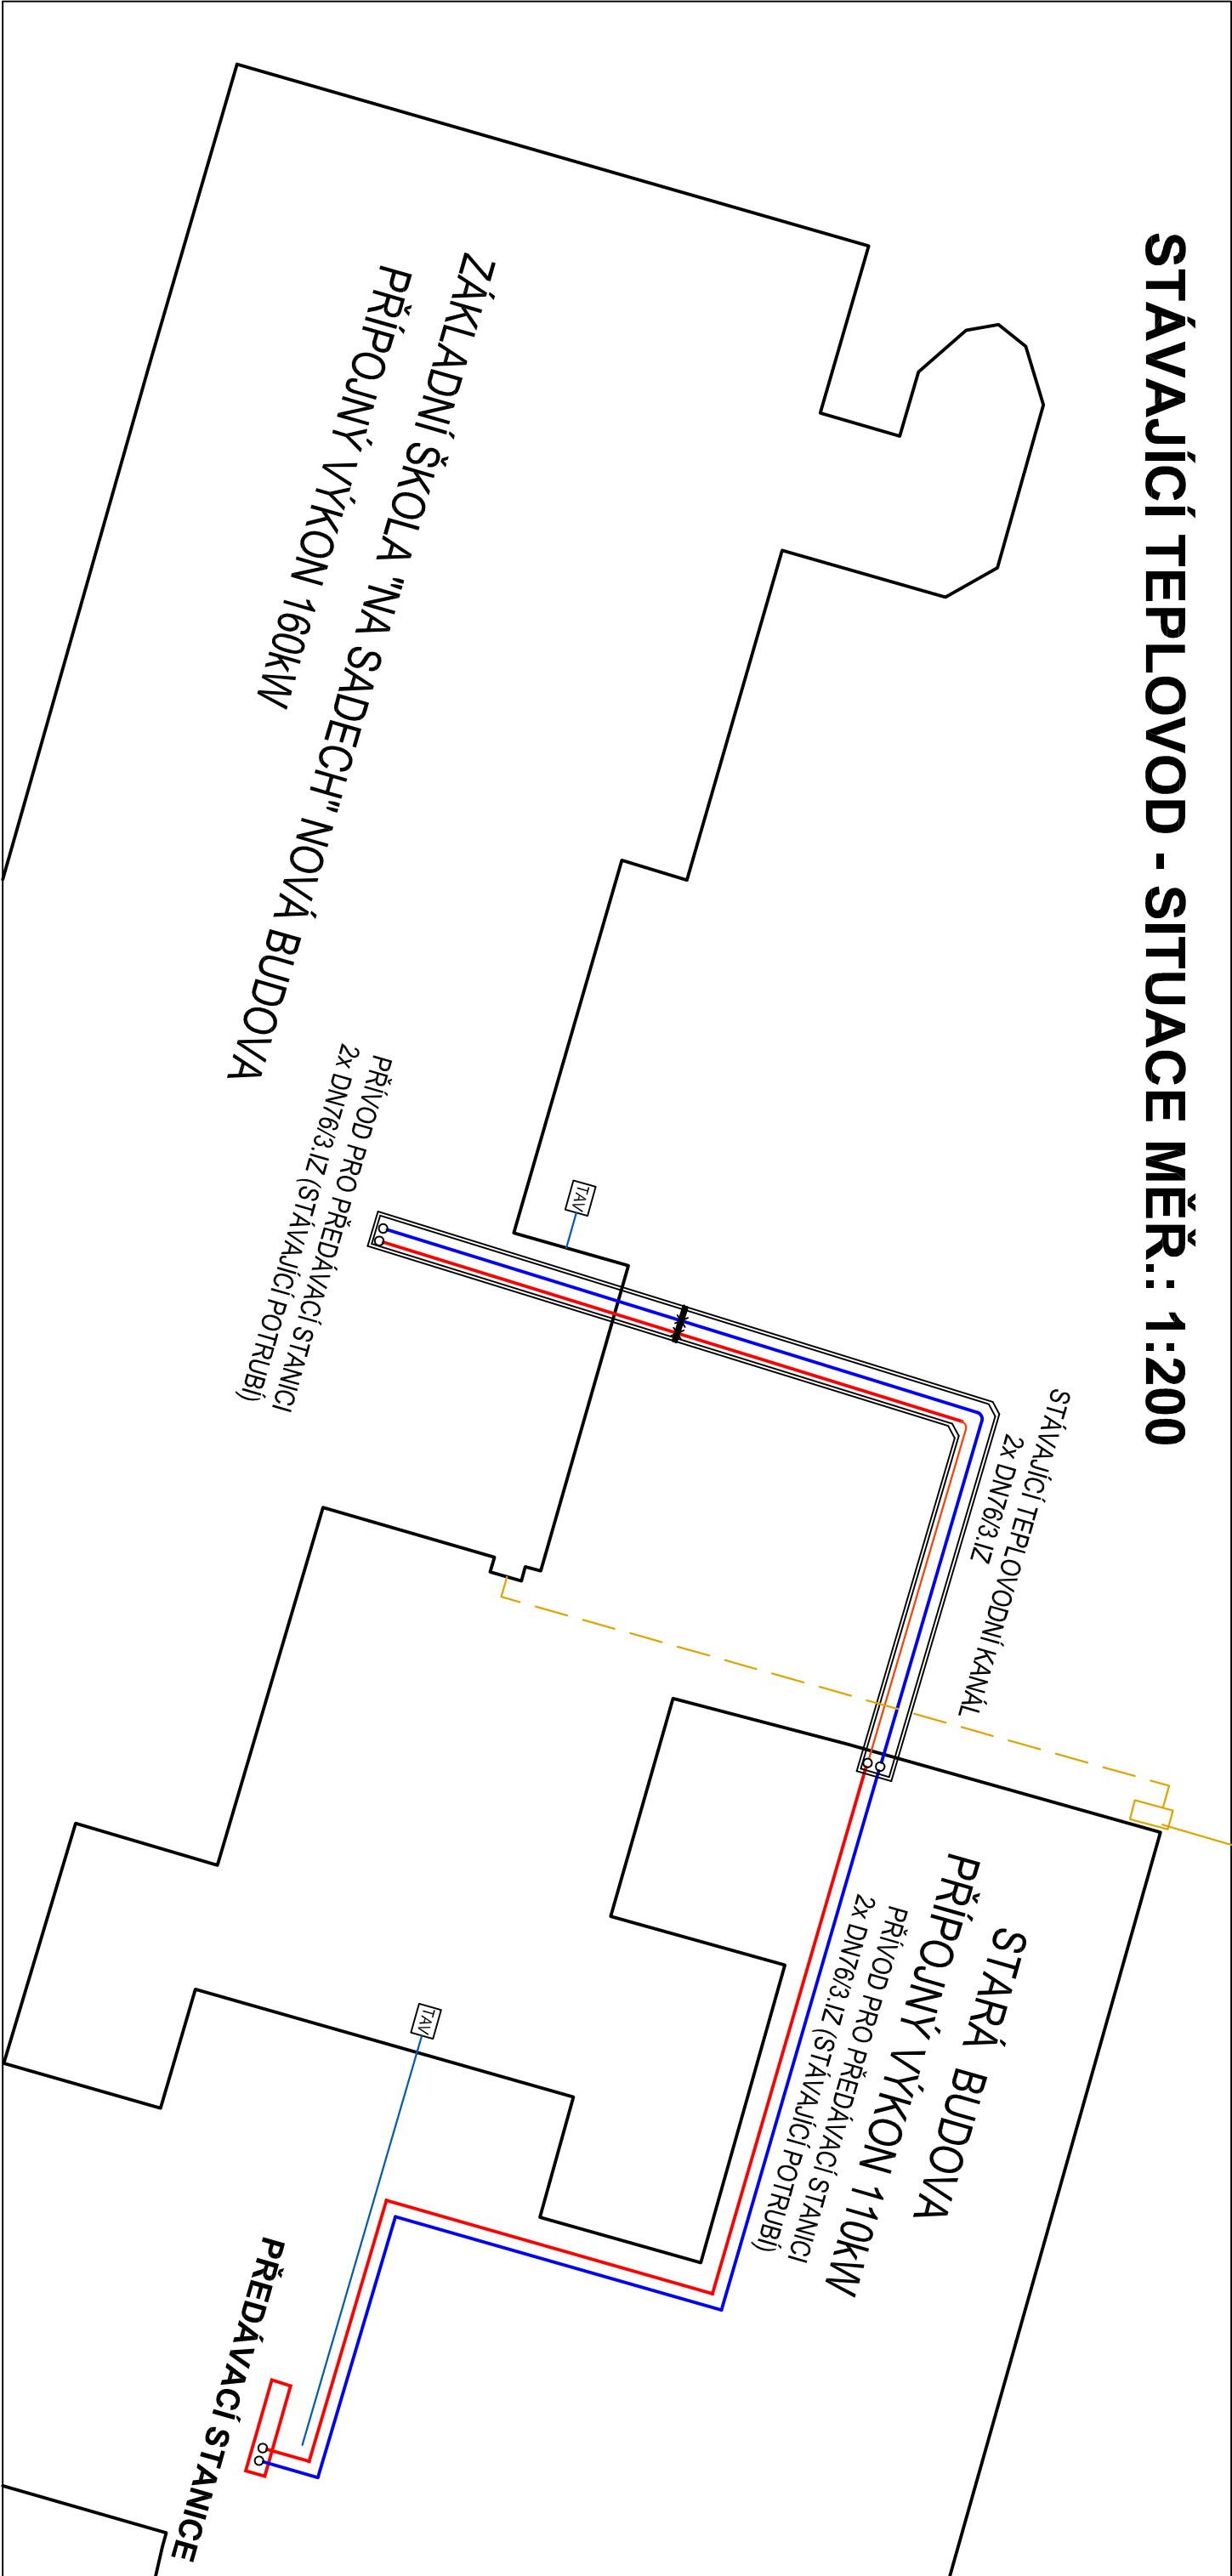 STÁVAJÍCÍ TEPLOVOD - SITUACE MĚŘ.: 1:200
ZÁKLADNÍ ŠKOLA "NA SADECH" NOVÁ BUDOVA
PŘÍPOJNÝ VÝKON 160kW
PŘÍVOD PRO PŘEDÁVACÍ STANICI
2x DN76/3.IZ (STÁVAJÍCÍ POTRUBÍ)
TAV
STÁVAJÍCÍ TEPLOVODNÍ KANÁL
2x DN76/3.IZ
STARÁ BUDOVA
PŘÍPOJNÝ VÝKON 110kW
PŘÍVOD PRO PŘEDÁVACÍ STANICI
2x DN76/3.IZ (STÁVAJÍCÍ POTRUBÍ)
TAV
PŘEDÁVACÍ STANICE